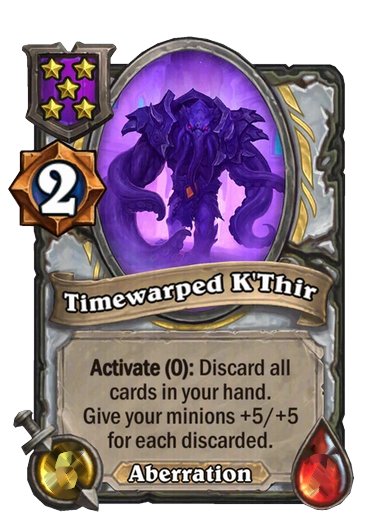 2
Timewarped K'Thir
Activate (0): Discard all
cards in your hand.
Give your minions +5/+5
for each discarded.
Aberration